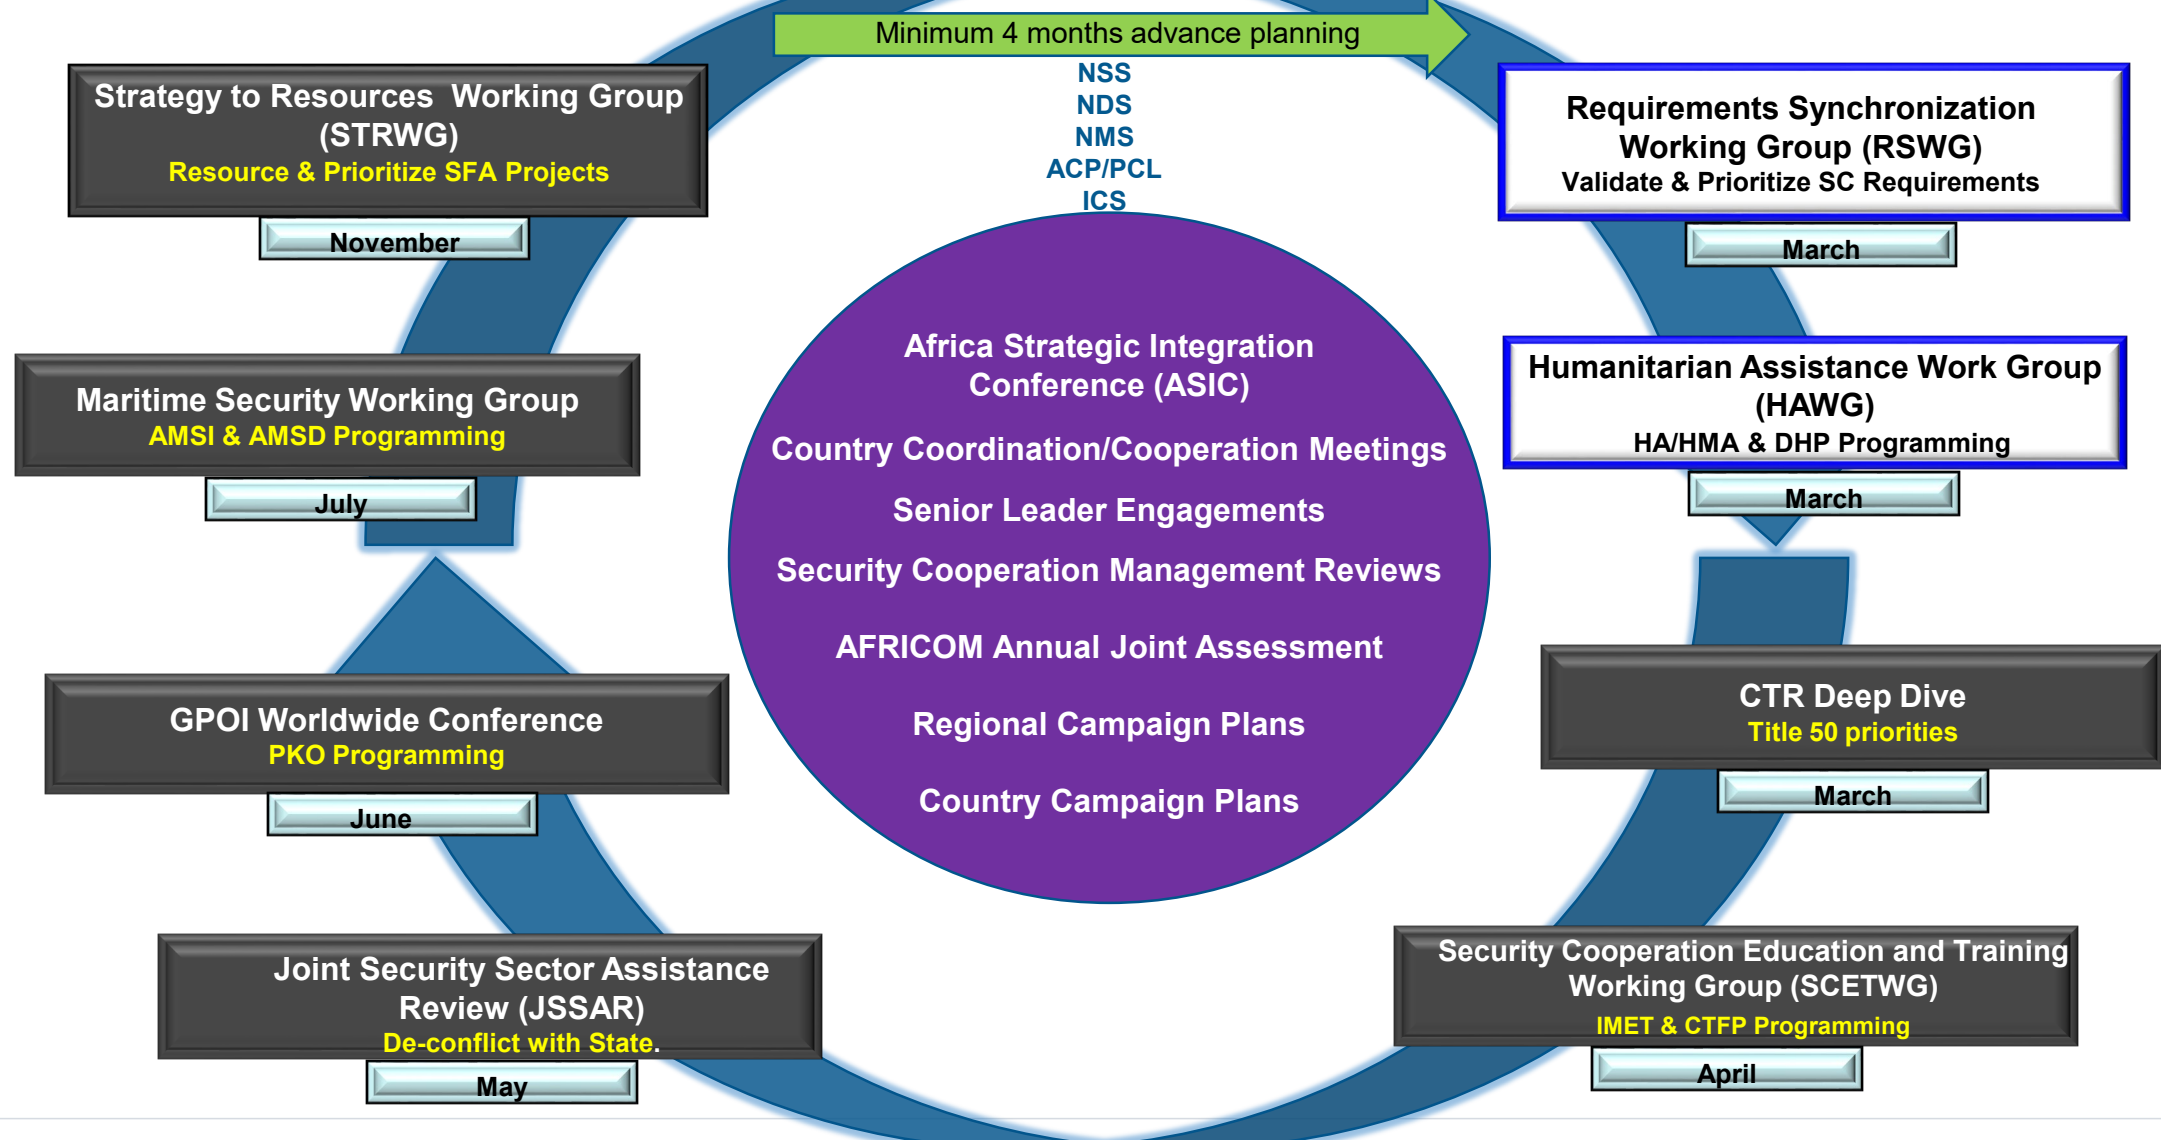 Minimum 4 months advance planning
NSS
NDS
NMS
ACP/PCL
ICS
Strategy to Resources Working Group
(STRWG)
Resource & Prioritize SFA Projects
November
Requirements Synchronization
Working Group (RSWG)
Validate & Prioritize SC Requirements
March
Maritime Security Working Group
AMSI & AMSD Programming
July
Humanitarian Assistance Work Group
(HAWG)
HA/HMA & DHP Programming
March
Africa Strategic Integration
Conference (ASIC)
Country Coordination/Cooperation Meetings
Senior Leader Engagements
Security Cooperation Management Reviews
AFRICOM Annual Joint Assessment
Regional Campaign Plans
Country Campaign Plans
GPOI Worldwide Conference
PKO Programming
June
CTR Deep Dive
Title 50 priorities
March
Joint Security Sector Assistance
Review (JSSAR)
De-conflict with State.
May
Security Cooperation Education and Training
Working Group (SCETWG)
IMET & CTFP Programming
April